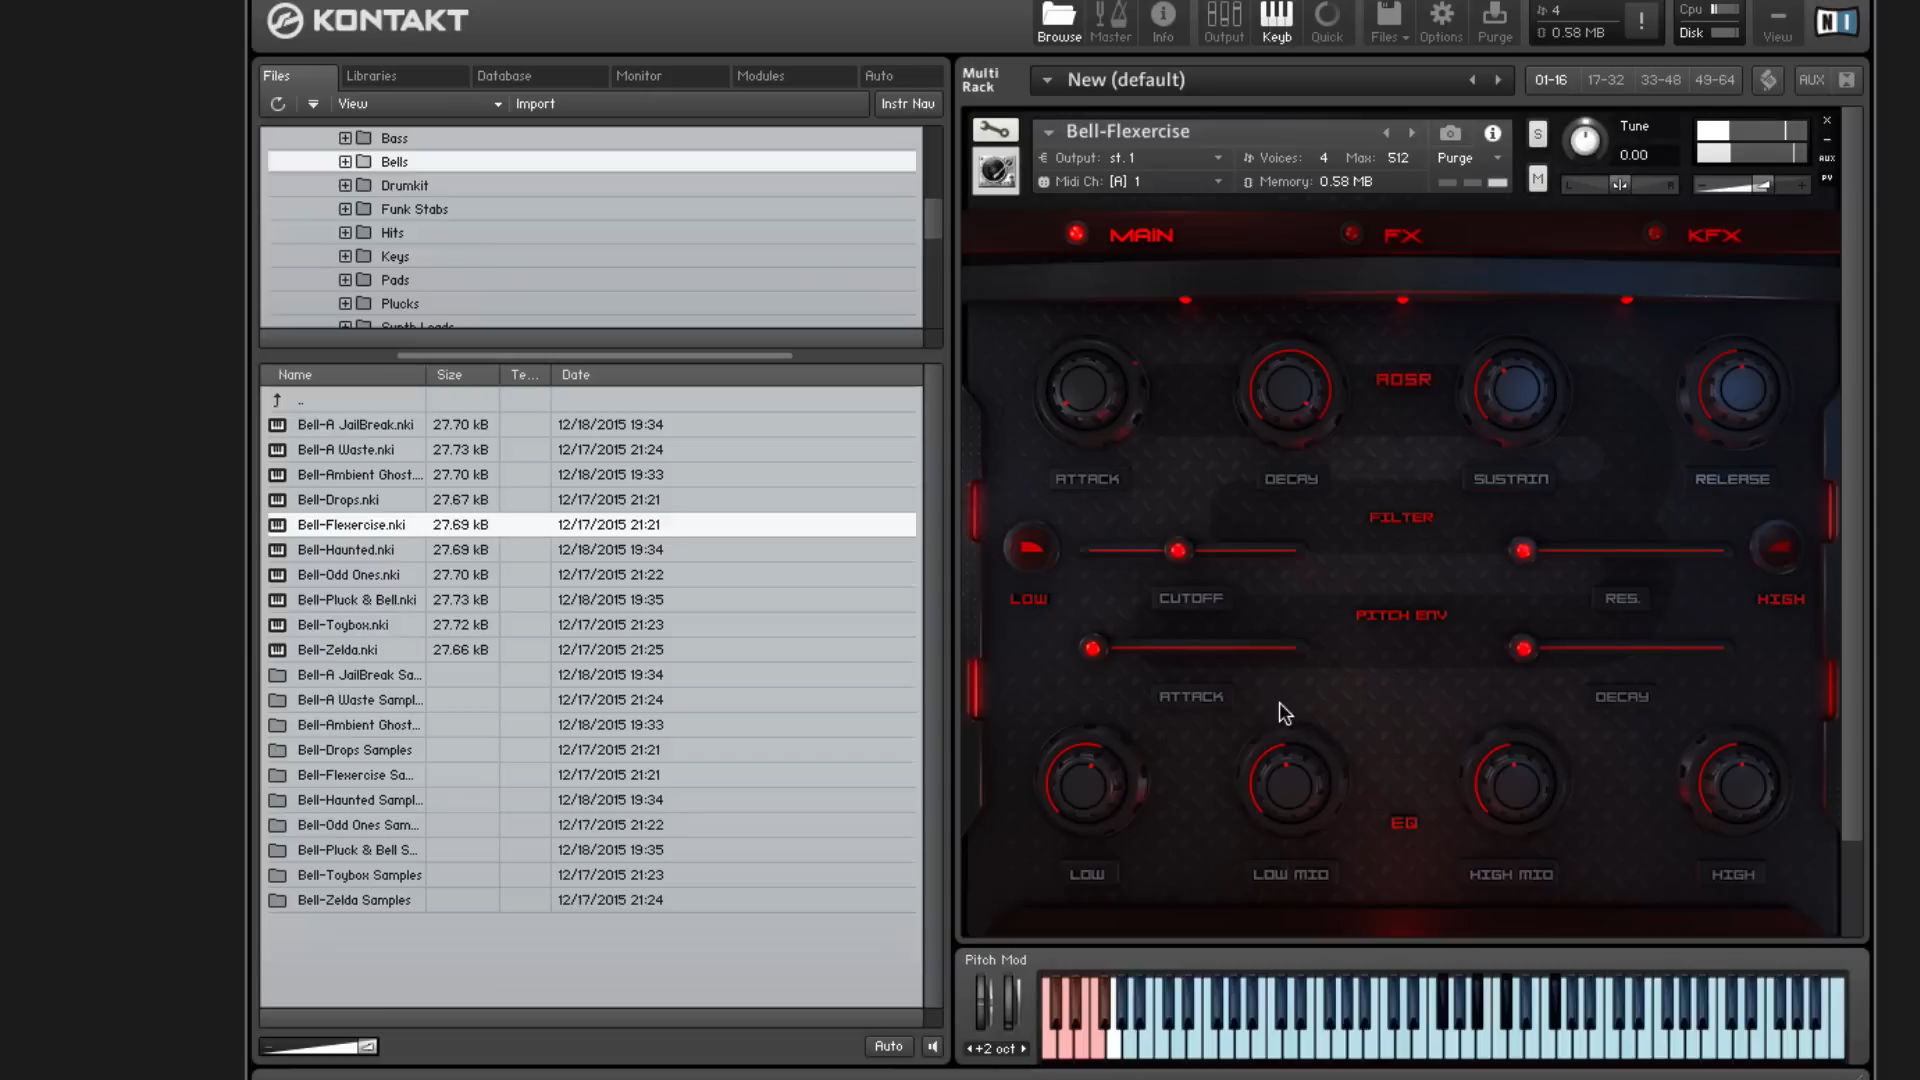 KONTAKT
Browse Master Info Output Keyb Quick Files Options Purge
4
0.58 MB
!
Cpu
Disk
View
NI
Files Libraries Database Monitor Modules Auto
View Import Instr Nav
Bass
Bells
Drumkit
Funk Stabs
Hits
Keys
Pads
Plucks
Synth Leads
Name Size Te... Date
..
Bell-A JailBreak.nki 27.70 kB 12/18/2015 19:34
Bell-A Waste.nki 27.73 kB 12/17/2015 21:24
Bell-Ambient Ghost.... 27.70 kB 12/18/2015 19:33
Bell-Drops.nki 27.67 kB 12/17/2015 21:21
Bell-Flexercise.nki 27.69 kB 12/17/2015 21:21
Bell-Haunted.nki 27.69 kB 12/18/2015 19:34
Bell-Odd Ones.nki 27.70 kB 12/17/2015 21:22
Bell-Pluck & Bell.nki 27.73 kB 12/18/2015 19:35
Bell-Toybox.nki 27.72 kB 12/17/2015 21:23
Bell-Zelda.nki 27.66 kB 12/17/2015 21:25
Bell-A JailBreak Sa... 12/18/2015 19:34
Bell-A Waste Sampl... 12/17/2015 21:24
Bell-Ambient Ghost... 12/18/2015 19:33
Bell-Drops Samples 12/17/2015 21:21
Bell-Flexercise Sa... 12/17/2015 21:21
Bell-Haunted Sampl... 12/18/2015 19:34
Bell-Odd Ones Sam... 12/17/2015 21:22
Bell-Pluck & Bell S... 12/18/2015 19:35
Bell-Toybox Samples 12/17/2015 21:23
Bell-Zelda Samples 12/17/2015 21:24
Auto
Multi Rack
New (default)
01-16 17-32 33-48 49-64 AUX
Bell-Flexercise
Output: st. 1 Voices: 4 Max: 512 Purge
Midi Ch: [A] 1 Memory: 0.58 MB
S
M
Tune
0.00
L R
AUX
PV
MAIN FX KFX
ADSR
ATTACK DECAY SUSTAIN RELEASE
FILTER
LOW CUTOFF RES. HIGH
PITCH ENV
ATTACK DECAY
EQ
LOW LOW MID HIGH MID HIGH
Pitch Mod
+2 oct